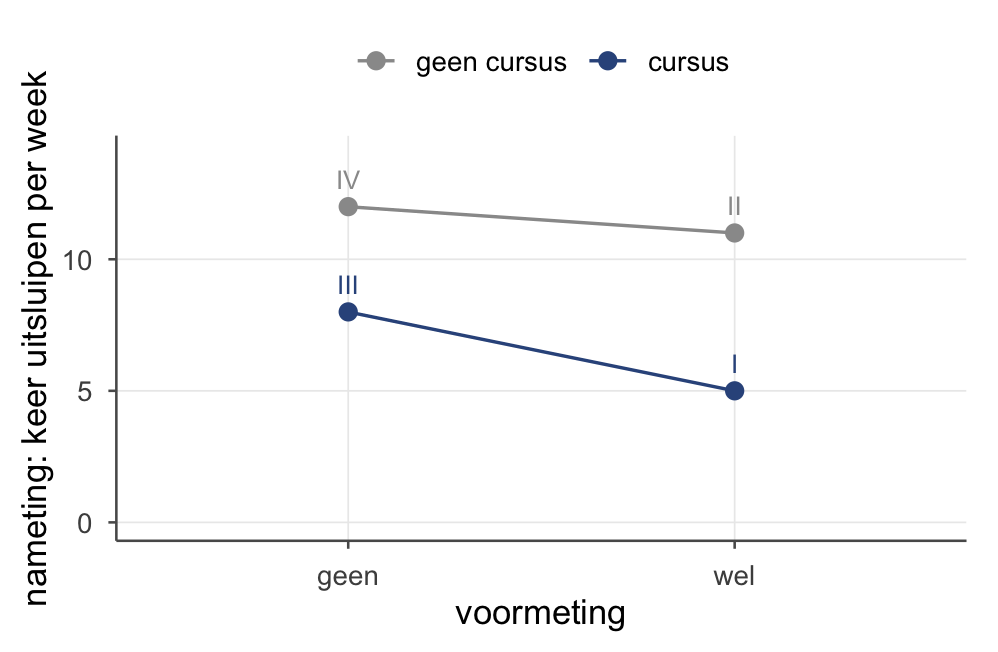 geen cursus cursus
nameting: keer uitsluipen per week
IV
II
10
III
I
5
0
geen wel
voormeting